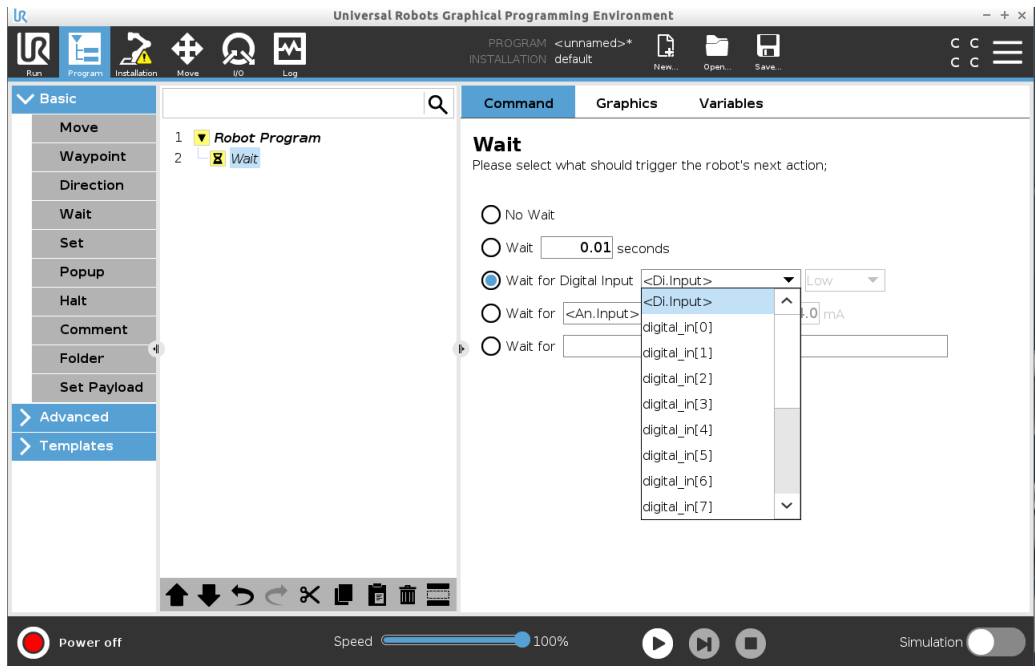 UR Universal Robots Graphical Programming Environment
UR
Run
Program
Installation
Move
I/O
Log
PROGRAM <unnamed>*
INSTALLATION default
New...
Open...
Save...
C C
C C
Basic
Move
Waypoint
Direction
Wait
Set
Popup
Halt
Comment
Folder
Set Payload
Advanced
Templates
1 Robot Program
2 Wait
Command Graphics Variables
Wait
Please select what should trigger the robot's next action;
No Wait
Wait 0.01 seconds
Wait for Digital Input <Di.Input> Low
Wait for <An.Input> .0 mA
Wait for
<Di.Input>
digital_in[0]
digital_in[1]
digital_in[2]
digital_in[3]
digital_in[4]
digital_in[5]
digital_in[6]
digital_in[7]
Power off
Speed 100%
Simulation